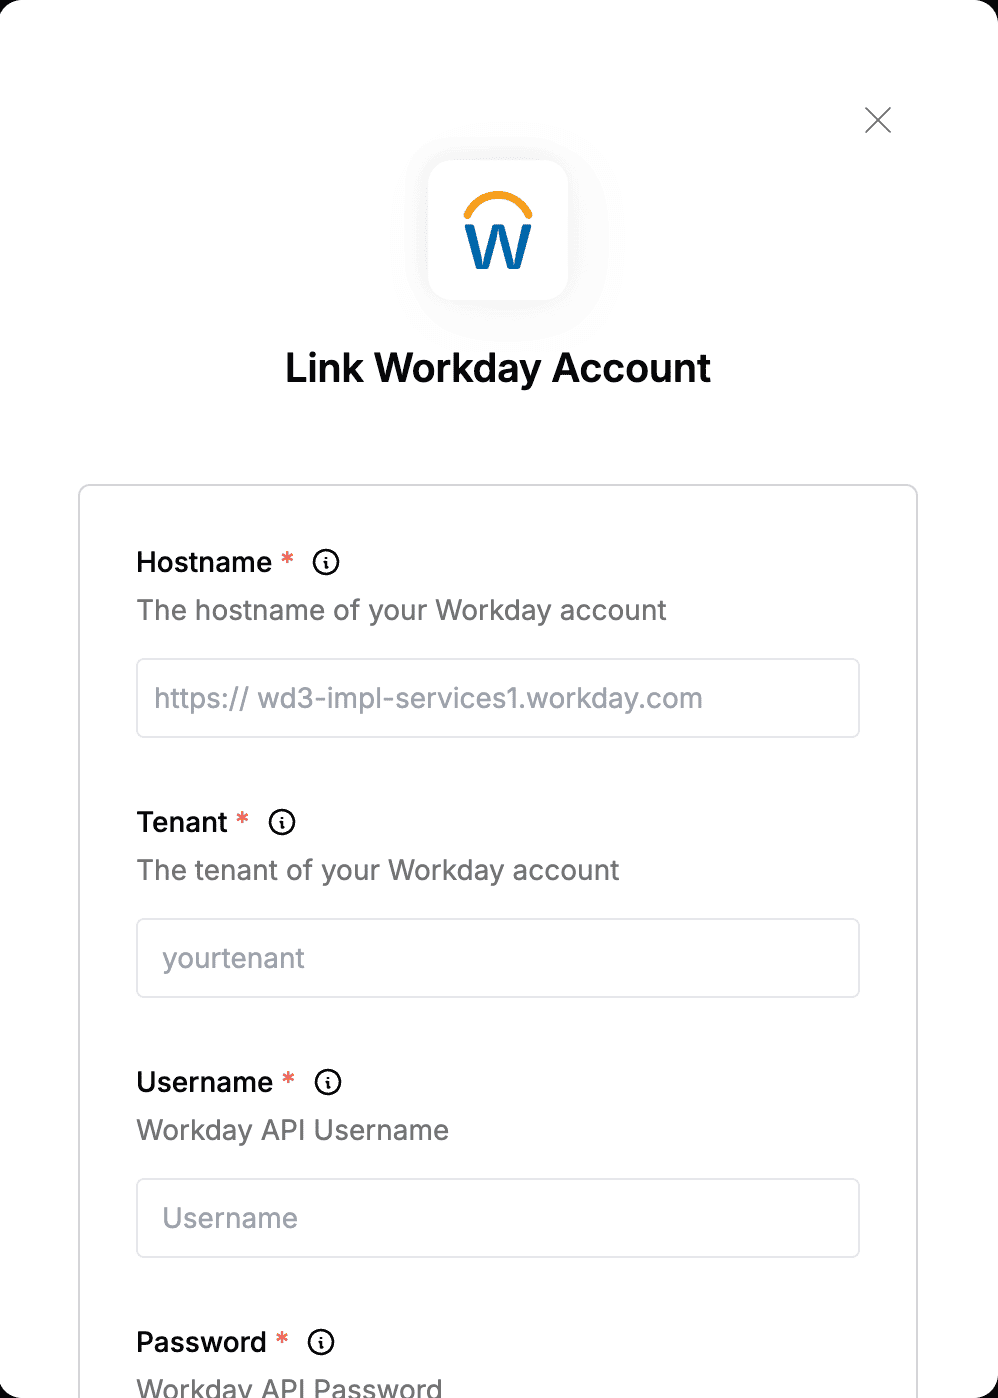 W
Link Workday Account
Hostname *
The hostname of your Workday account
https:// wd3-impl-services1.workday.com
Tenant *
The tenant of your Workday account
yourtenant
Username *
Workday API Username
Username
Password *
Workday API Password